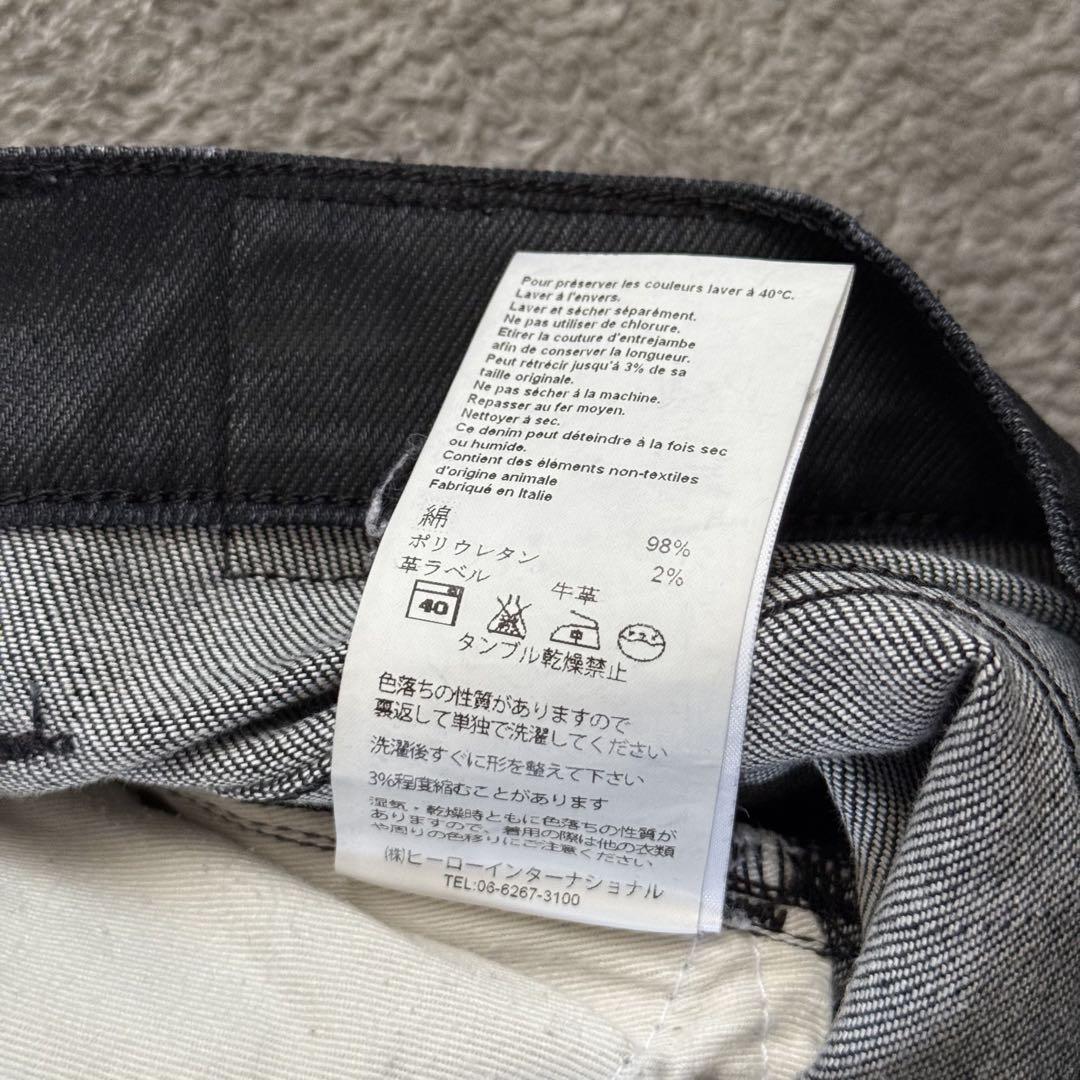 Pour préserver les couleurs laver à 40°C.
Laver à l'envers.
Laver et sécher séparément.
Ne pas utiliser de chlorure.
Etirer la couture d'entrejambe
afin de conserver la longueur.
Peut rétrécir jusqu'à 3% de sa
taille originale.
Ne pas sécher à la machine.
Repasser au fer moyen.
Nettoyer à sec.
Ce denim peut déteindre à la fois sec
ou humide.
Contient des éléments non-textiles
d'origine animale
Fabriqué en Italie
綿 98%
ポリウレタン 2%
革ラベル 牛革
40 中
タンブル乾燥禁止
色落ちの性質がありますので
裏返して単独で洗濯してください
洗濯後すぐに形を整えて下さい
3%程度縮むことがあります
湿気・乾燥時ともに色落ちの性質が
ありますので、着用の際は他の衣類
や周りの色移りにご注意ください
(株)ヒーローインターナショナル
TEL:06-6267-3100